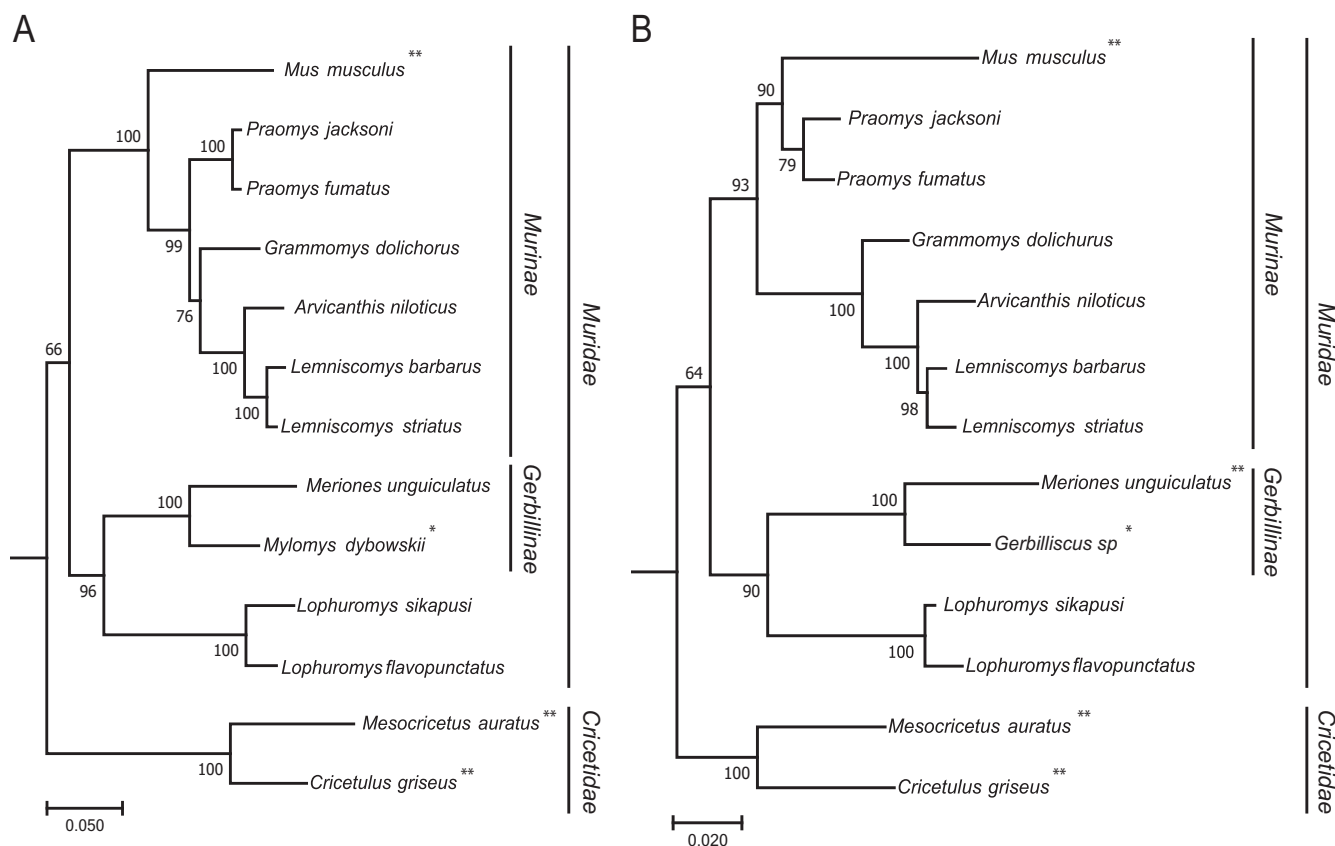 A
Mus musculus**
100
Praomys jacksoni
100
Praomys fumatus
99
Grammomys dolichorus
76
Arvicanthis niloticus
100
Lemniscomys barbarus
100
Lemniscomys striatus
66
Meriones unguiculatus
100
Mylomys dybowskii*
96
Lophuromys sikapusi
100
Lophuromys flavopunctatus
Mesocricetus auratus**
100
Cricetulus griseus**
0.050
Murinae
Gerbillinae
Muridae
Cricetidae
B
Mus musculus**
90
Praomys jacksoni
79
Praomys fumatus
93
Grammomys dolichurus
100
Arvicanthis niloticus
100
Lemniscomys barbarus
98
Lemniscomys striatus
64
Meriones unguiculatus**
100
Gerbilliscus sp*
90
Lophuromys sikapusi
100
Lophuromys flavopunctatus
Mesocricetus auratus**
100
Cricetulus griseus**
0.020
Murinae
Gerbillinae
Muridae
Cricetidae